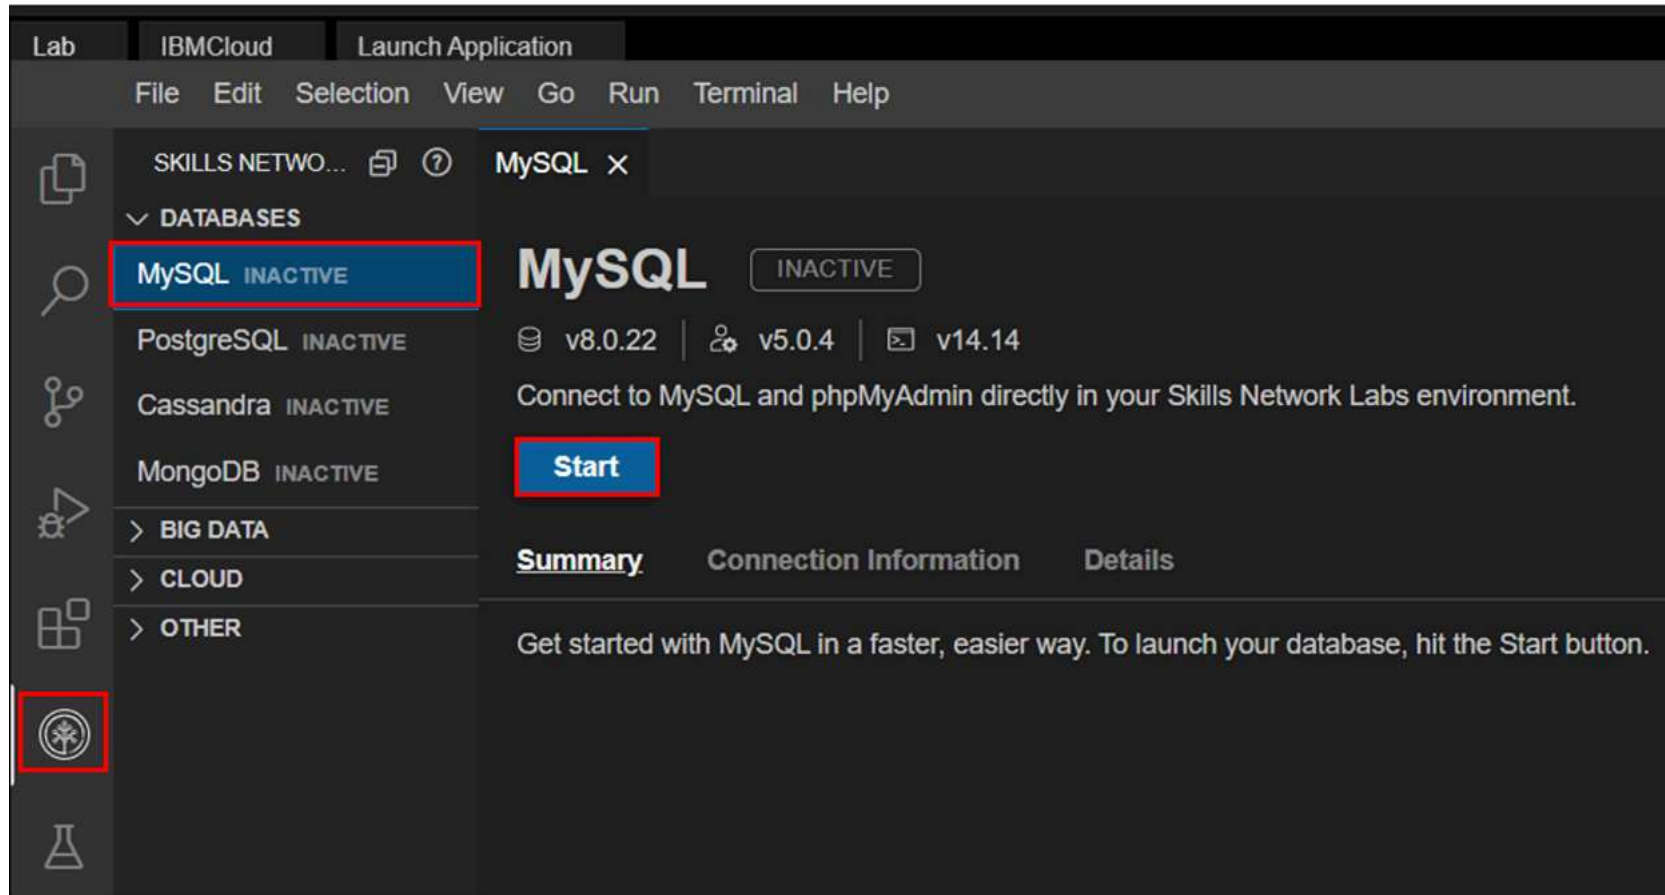 Lab IBMCloud Launch Application
File Edit Selection View Go Run Terminal Help
SKILLS NETWO...
DATABASES
MySQL INACTIVE
PostgreSQL INACTIVE
Cassandra INACTIVE
MongoDB INACTIVE
BIG DATA
CLOUD
OTHER
MySQL
MySQL INACTIVE
v8.0.22 v5.0.4 v14.14
Connect to MySQL and phpMyAdmin directly in your Skills Network Labs environment.
Start
Summary Connection Information Details
Get started with MySQL in a faster, easier way. To launch your database, hit the Start button.